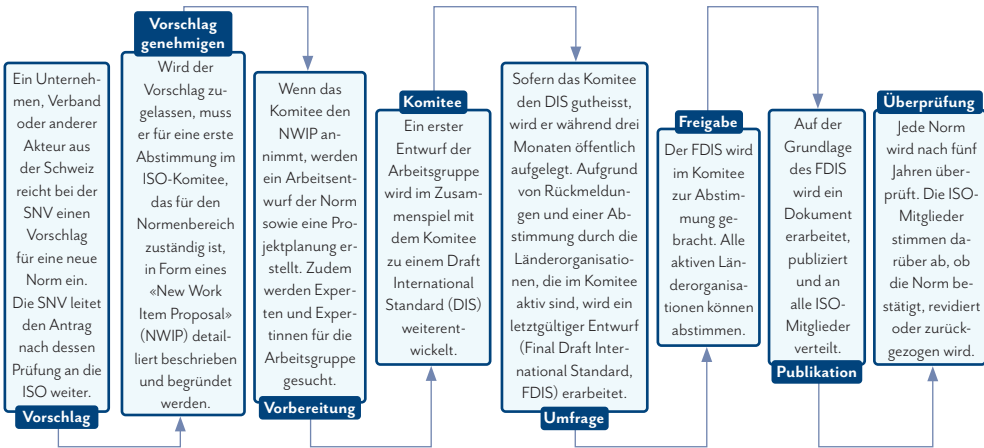 Ein Unterneh-
men, Verband
oder anderer
Akteur aus
der Schweiz
reicht bei der
SNV einen
Vorschlag
für eine neue
Norm ein.
Die SNV leitet
den Antrag
nach dessen
Prüfung an die
ISO weiter.
Vorschlag
Vorschlag
genehmigen
Wird der
Vorschlag zu-
gelassen, muss
er für eine erste
Abstimmung im
ISO-Komitee,
das für den
Normenbereich
zuständig ist,
in Form eines
«New Work
Item Proposal»
(NWIP) detail-
liert beschrieben
und begründet
werden.
Wenn das
Komitee den
NWIP an-
nimmt, werden
ein Arbeitsent-
wurf der Norm
sowie eine Pro-
jektplanung er-
stellt. Zudem
werden Exper-
ten und Exper-
tinnen für die
Arbeitsgruppe
gesucht.
Vorbereitung
Komitee
Ein erster
Entwurf der
Arbeitsgruppe
wird im Zusam-
menspiel mit
dem Komitee
zu einem Draft
International
Standard (DIS)
weiterent-
wickelt.
Sofern das Komitee
den DIS gutheisst,
wird er während drei
Monaten öffentlich
aufgelegt. Aufgrund
von Rückmeldun-
gen und einer Ab-
stimmung durch die
Länderorganisatio-
nen, die im Komitee
aktiv sind, wird ein
letztgültiger Entwurf
(Final Draft Inter-
national Standard,
FDIS) erarbeitet.
Umfrage
Freigabe
Der FDIS wird
im Komitee
zur Abstim-
mung ge-
bracht. Alle
aktiven Län-
derorganisa-
tionen können
abstimmen.
Auf der
Grundlage
des FDIS
wird ein
Dokument
erarbeitet,
publiziert
und an
alle ISO-
Mitglieder
verteilt.
Publikation
Überprüfung
Jede Norm
wird nach fünf
Jahren über-
prüft. Die ISO-
Mitglieder
stimmen da-
rüber ab, ob
die Norm be-
stätigt, revidiert
oder zurück-
gezogen wird.